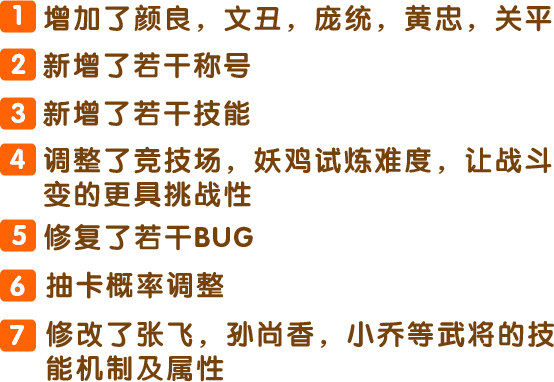 1 增加了颜良，文丑，庞统，黄忠，关平
2 新增了若干称号
3 新增了若干技能
4 调整了竞技场，妖鸡试炼难度，让战斗
变的更具挑战性
5 修复了若干BUG
6 抽卡概率调整
7 修改了张飞，孙尚香，小乔等武将的技
能机制及属性